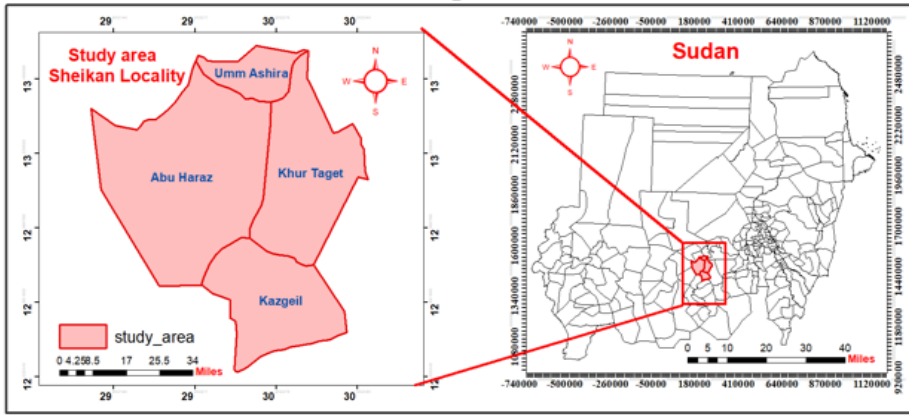 29 29 30 30
Study area
Sheikan Locality
N
W E
S
Umm Ashira
Abu Haraz
Khur Taget
Kazgeil
study_area
0 4.258.5 17 25.5 34
Miles
13 13 12 12 12
13 13 12 12 12
29 29 30 30
-740000 -500000 -260000 -20000 180000 410000 640000 870000 1120000
Sudan
N
W E
S
1080000 1340000 1600000 1860000 2120000 2380000
920000 1180000 1440000 1700000 1960000 2220000 2480000
0 5 10 20 30 40
Miles
-740000 -500000 -260000 -20000 180000 410000 640000 870000 1120000